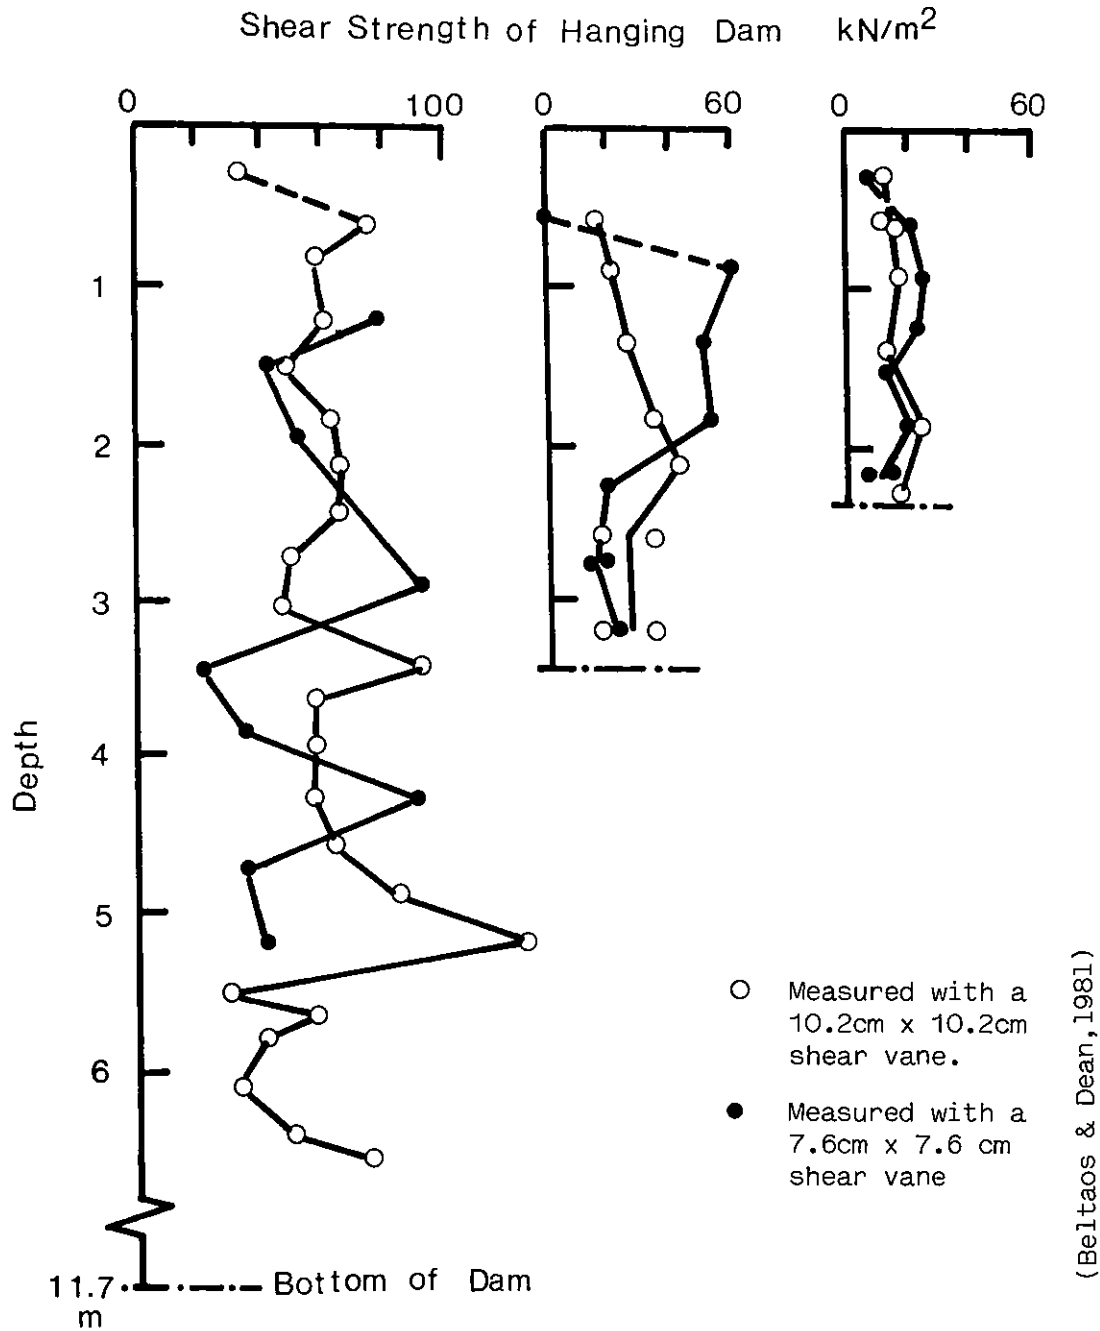 Shear Strength of Hanging Dam kN/m²
0 100 0 60 0 60
1
2
3
4
5
6
Depth
11.7 Bottom of Dam
m
Measured with a
10.2cm x 10.2cm
shear vane.
Measured with a
7.6cm x 7.6 cm
shear vane
(Beltaos & Dean,1981)